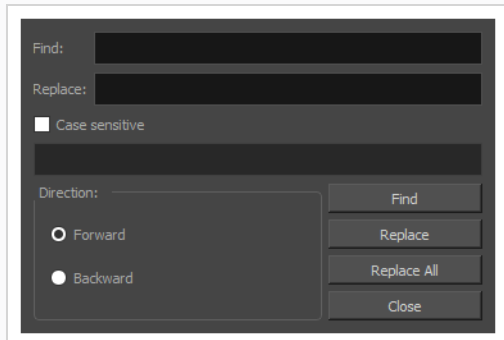 Find:
Replace:
Case sensitive
Direction:
Forward
Backward
Find
Replace
Replace All
Close